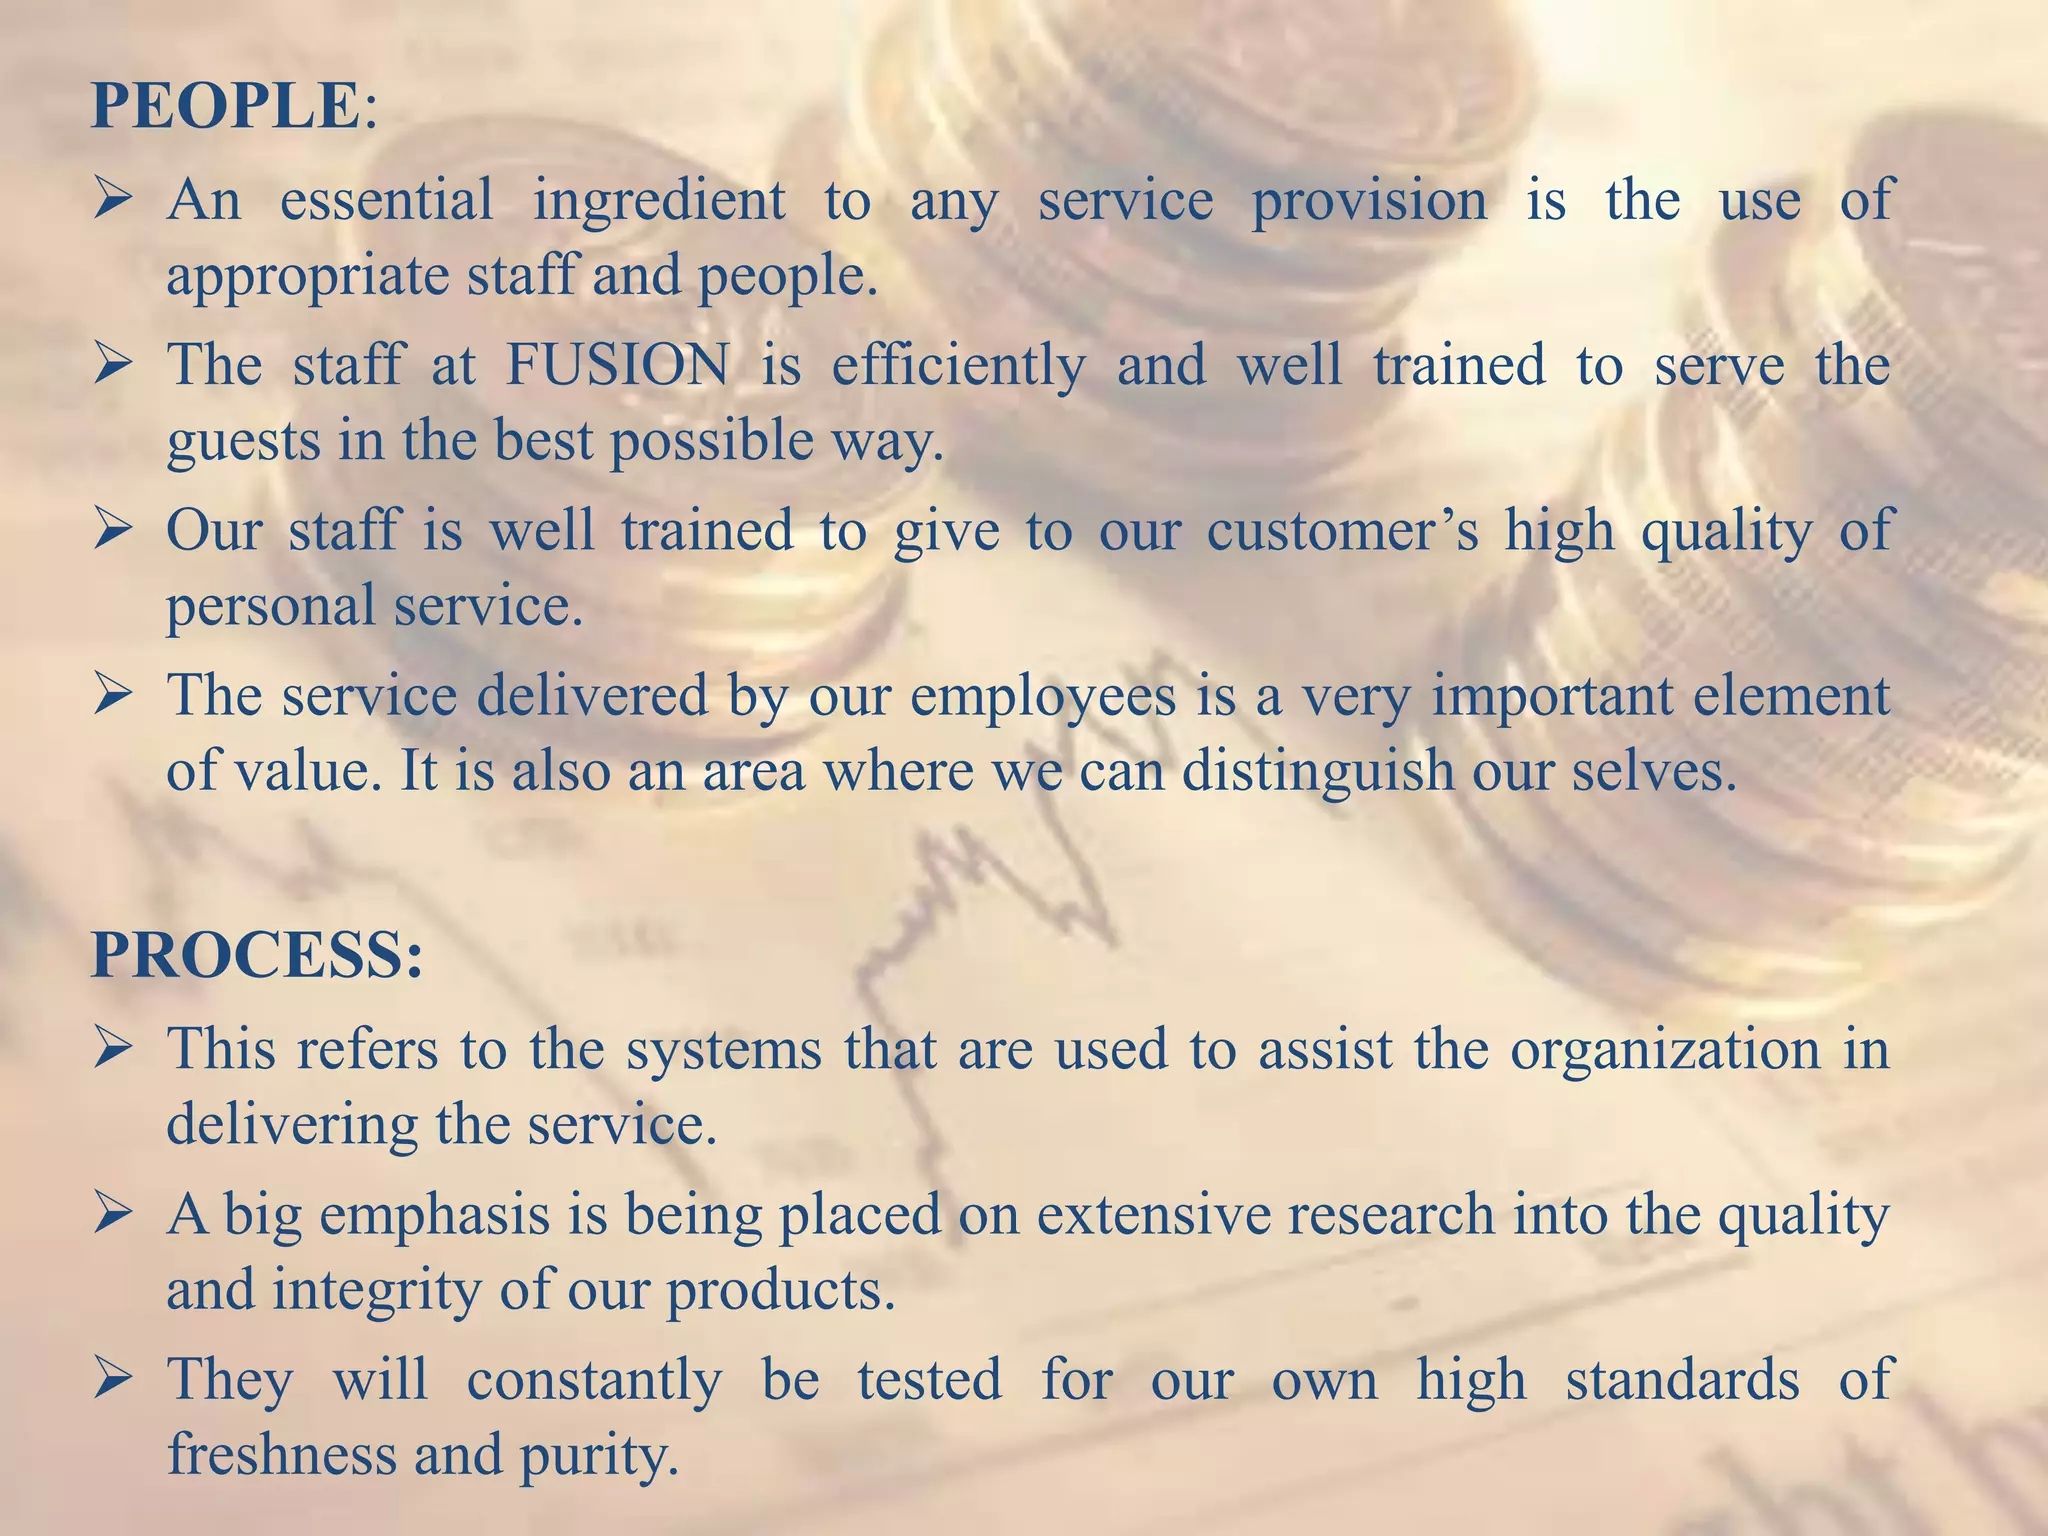 PEOPLE:
➢ An essential ingredient to any service provision is the use of
appropriate staff and people.
➢ The staff at FUSION is efficiently and well trained to serve the
guests in the best possible way.
➢ Our staff is well trained to give to our customer’s high quality of
personal service.
➢ The service delivered by our employees is a very important element
of value. It is also an area where we can distinguish our selves.
PROCESS:
➢ This refers to the systems that are used to assist the organization in
delivering the service.
➢ A big emphasis is being placed on extensive research into the quality
and integrity of our products.
➢ They will constantly be tested for our own high standards of
freshness and purity.